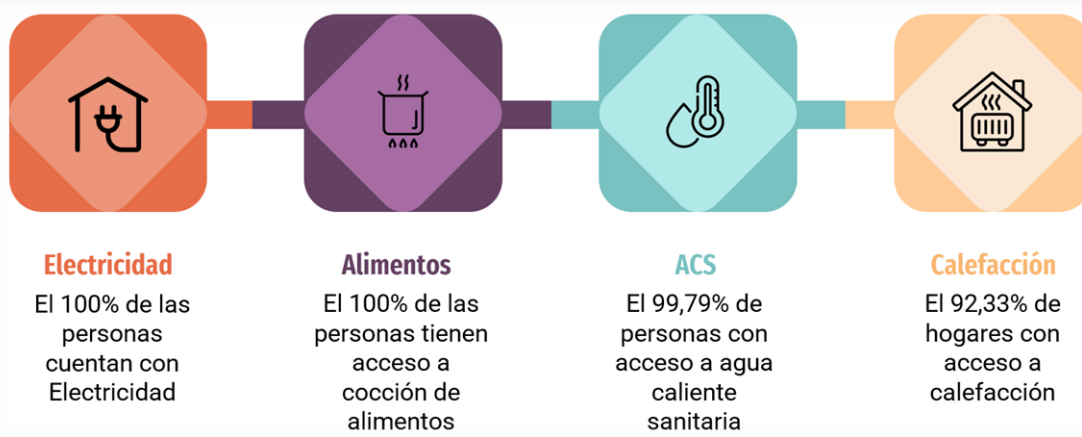 Electricidad
El 100% de las
personas
cuentan con
Electricidad
Alimentos
El 100% de las
personas tienen
acceso a
cocción de
alimentos
ACS
El 99,79% de
personas con
acceso a agua
caliente
sanitaria
Calefacción
El 92,33% de
hogares con
acceso a
calefacción